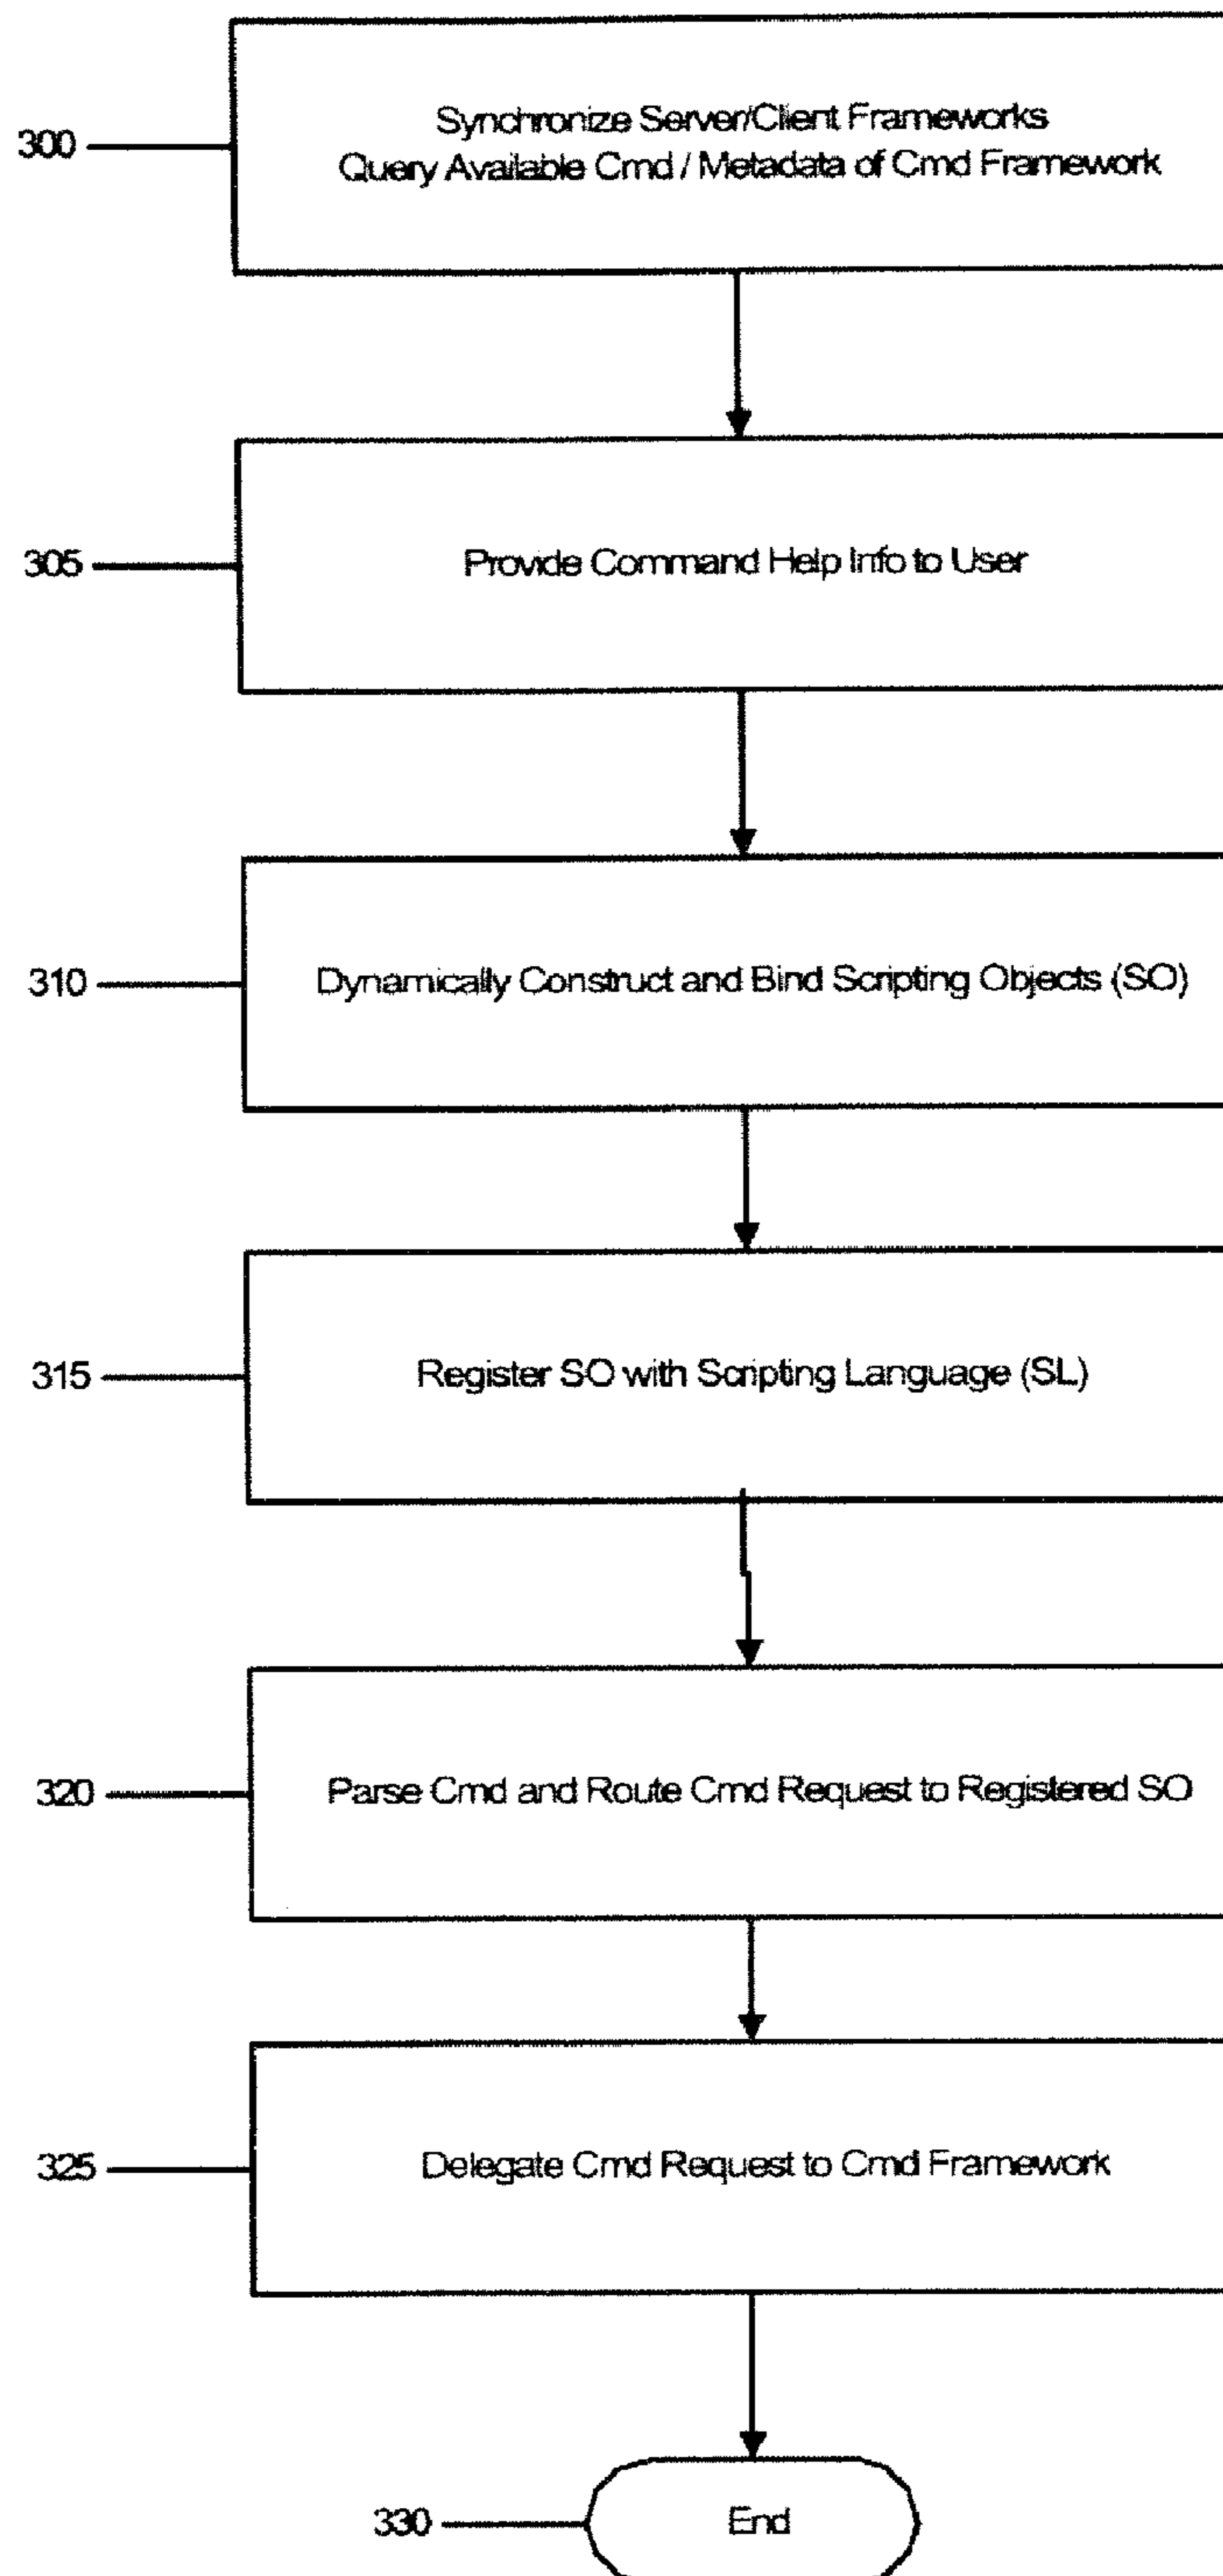 Synchronize Server/Client Frameworks
300
Query Available Cmd / Metadata of Cmd Framework
305
Provide Command Help Info to User
310
Dynamically Construct and Bind Scripting Objects (SO)
315
Register SO with Scripting Language (SL)
320
Parse Cmd and Route Cmd Request to Registered SO
325
Delegate Cmd Request to Cmd Framework
330
End